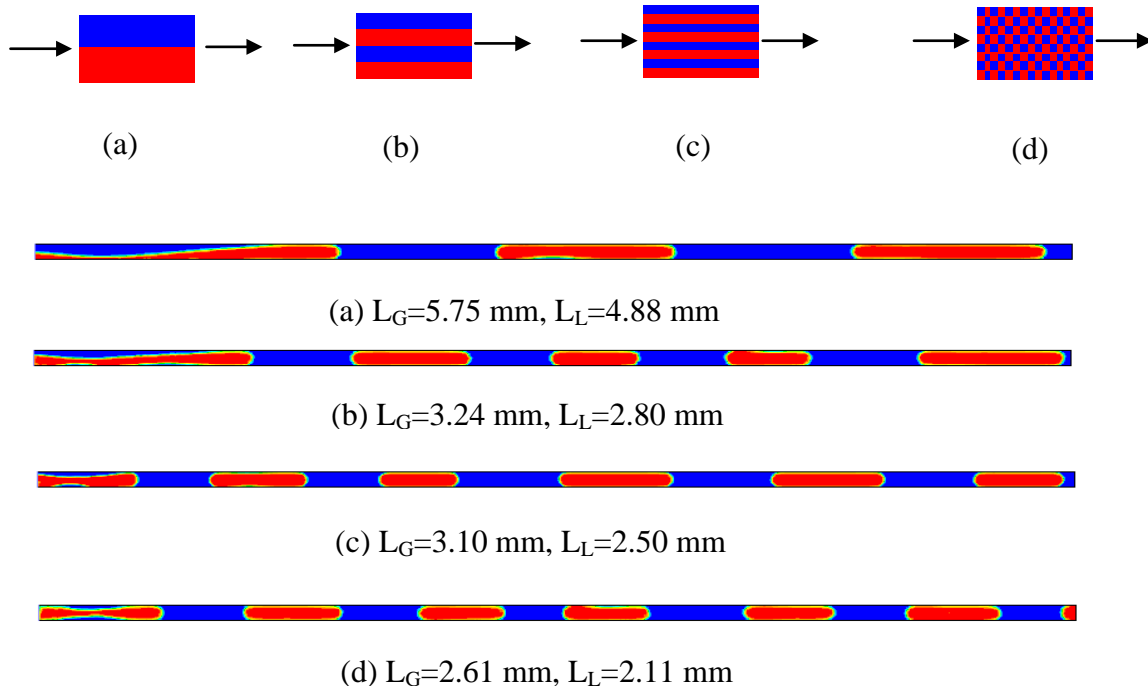 (a) (b) (c) (d)
(a) L_G=5.75 mm, L_L=4.88 mm
(b) L_G=3.24 mm, L_L=2.80 mm
(c) L_G=3.10 mm, L_L=2.50 mm
(d) L_G=2.61 mm, L_L=2.11 mm